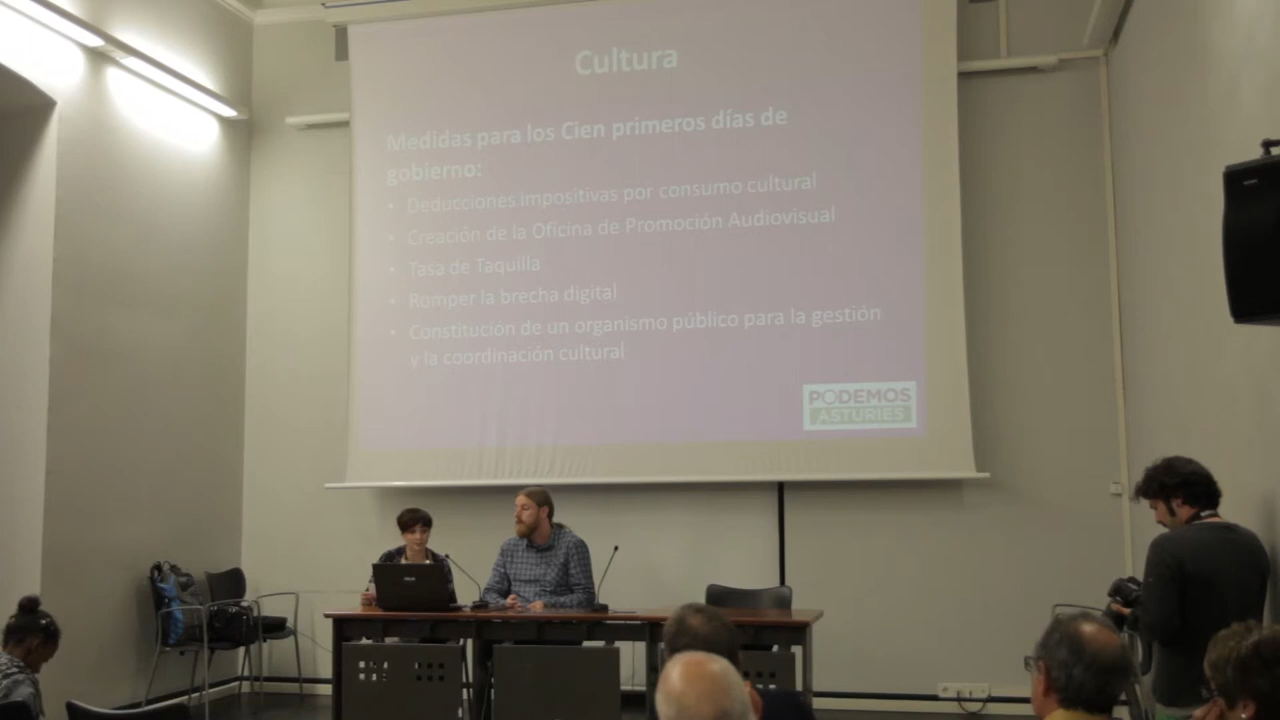 Cultura
Medidas para los Cien primeros días de
gobierno:
• Deducciones impositivas por consumo cultural
• Creación de la Oficina de Promoción Audiovisual
• Tasa de Taquilla
• Romper la brecha digital
• Constitución de un organismo público para la gestión
y la coordinación cultural
PODEMOS
ASTURIES